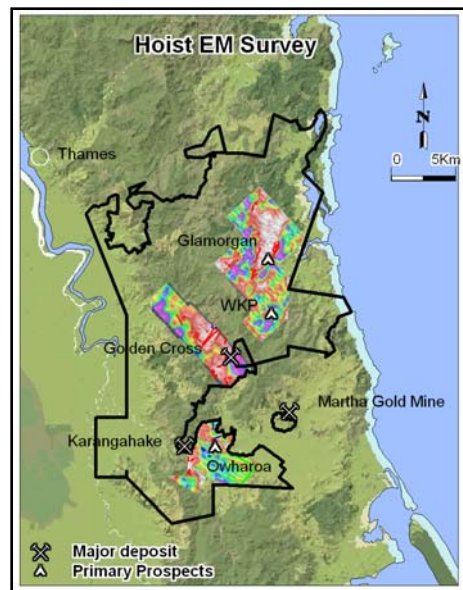 Hoist EM Survey
N
0 5Km
Thames
Glamorgan
WKP
Golden Cross
Martha Gold Mine
Karangahake
Owharoa
Major deposit
Primary Prospects